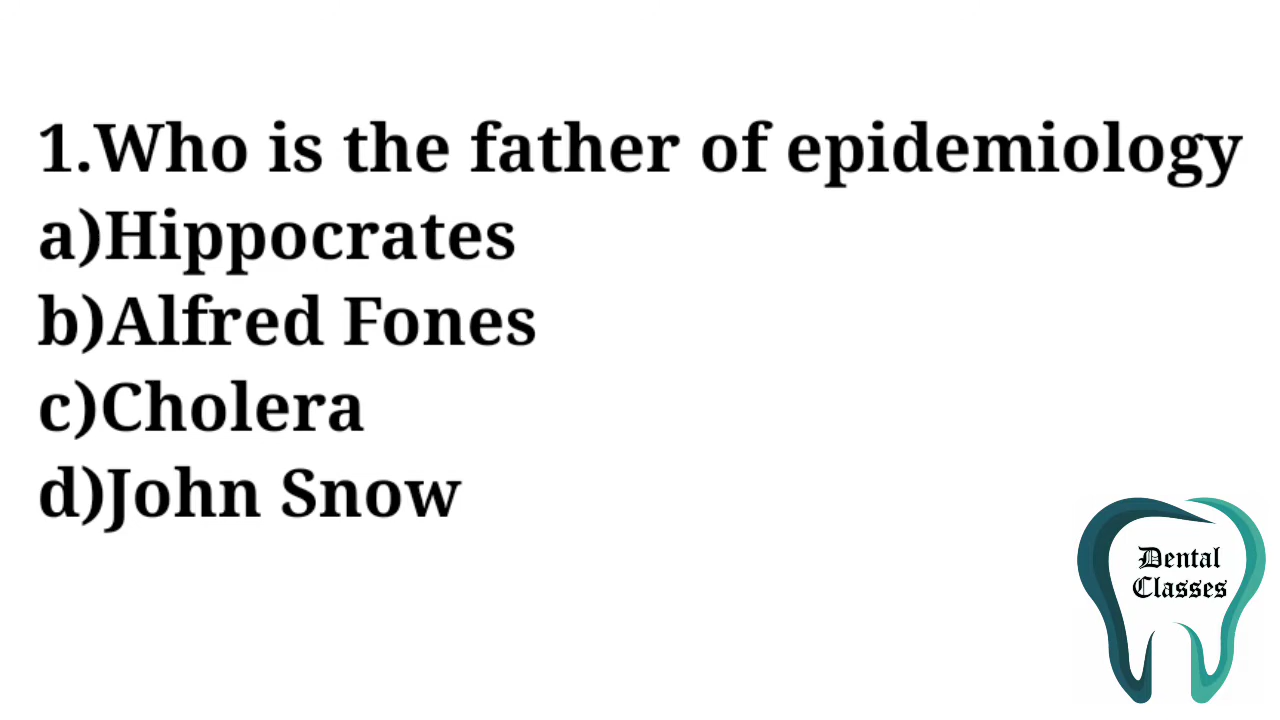 1.Who is the father of epidemiology
a)Hippocrates
b)Alfred Fones
c)Cholera
d)John Snow
Dental
Classes